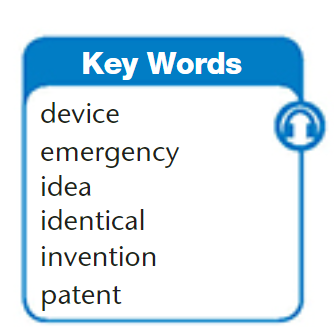 Key Words
device
emergency
idea
identical
invention
patent